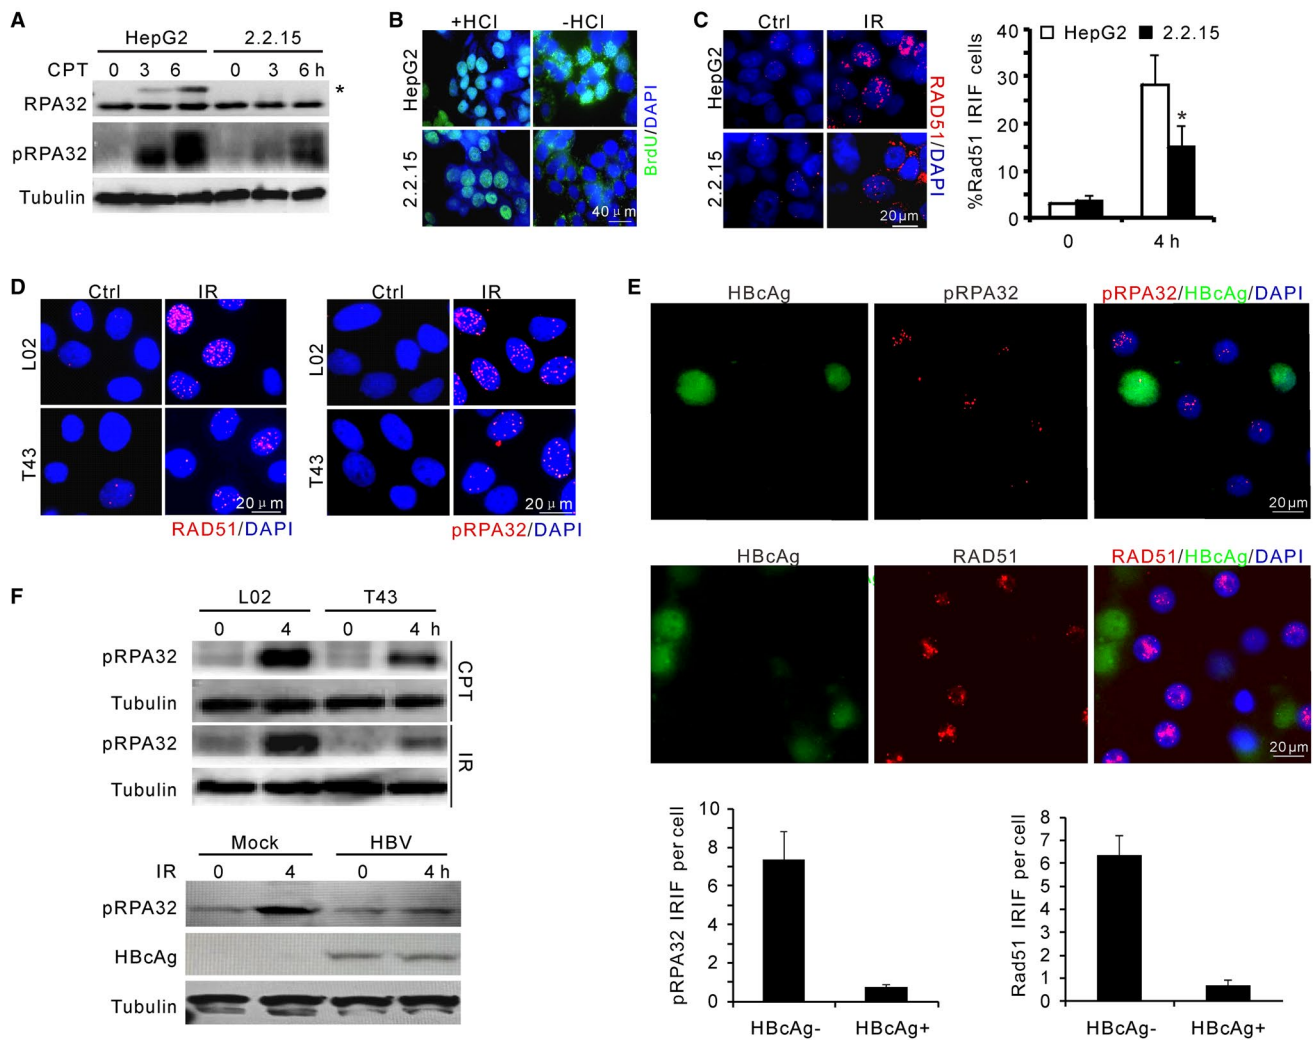 A
HepG2 2.2.15
CPT 0 3 6 0 3 6 h
RPA32 *
pRPA32
Tubulin
B
+HCl -HCl
HepG2
2.2.15
BrdU/DAPI
40 μm
C
Ctrl IR
HepG2
2.2.15
RAD51/DAPI
20 μm
%Rad51 IRIF cells
HepG2 2.2.15
40
30
20
10
0
*
0 4 h
D
Ctrl IR
L02
T43
20 μm
RAD51/DAPI
Ctrl IR
L02
T43
20 μm
pRPA32/DAPI
E
HBcAg pRPA32 pRPA32/HBcAg/DAPI
20 μm
HBcAg RAD51 RAD51/HBcAg/DAPI
20 μm
pRPA32 IRIF per cell
10
8
6
4
2
0
HBcAg- HBcAg+
Rad51 IRIF per cell
8
7
6
5
4
3
2
1
0
HBcAg- HBcAg+
F
L02 T43
0 4 0 4 h
pRPA32
Tubulin
CPT
pRPA32
Tubulin
IR
Mock HBV
IR 0 4 0 4 h
pRPA32
HBcAg
Tubulin